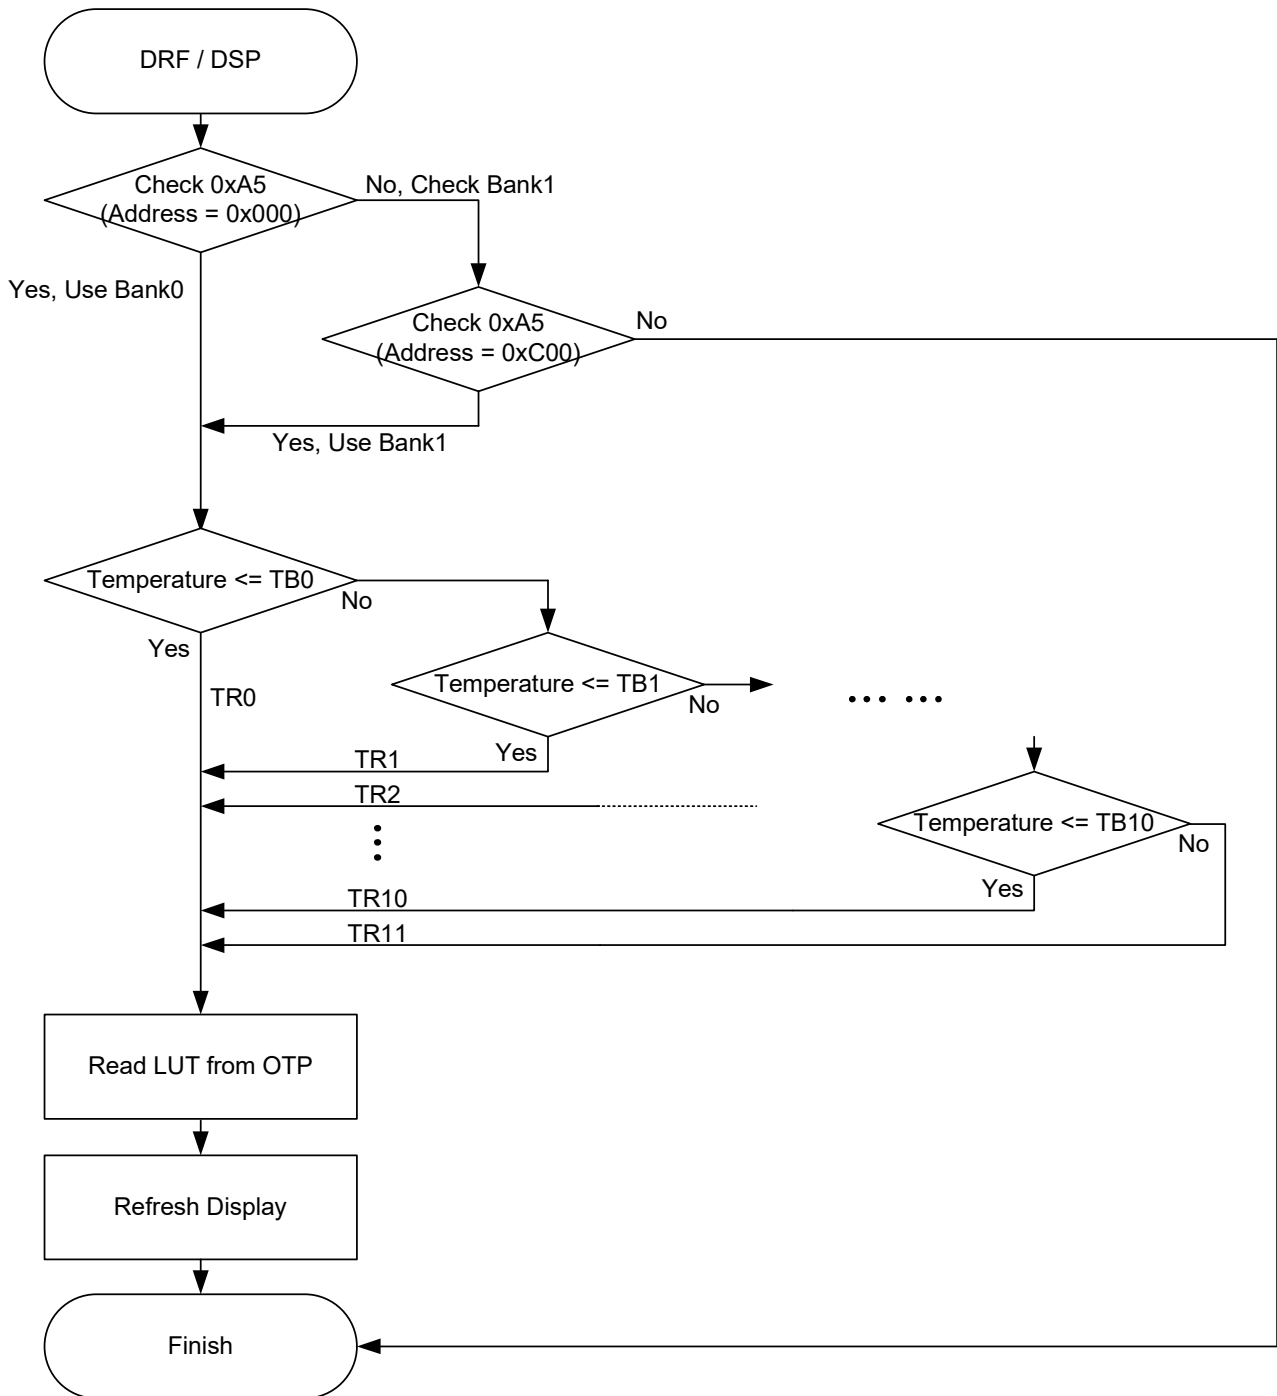 DRF / DSP
Check 0xA5
(Address = 0x000)
No, Check Bank1
Yes, Use Bank0
Check 0xA5
(Address = 0xC00)
No
Yes, Use Bank1
Temperature <= TB0
No
Yes
TR0
Temperature <= TB1
No
... ...
Yes
TR1
TR2
Temperature <= TB10
No
Yes
TR10
TR11
Read LUT from OTP
Refresh Display
Finish